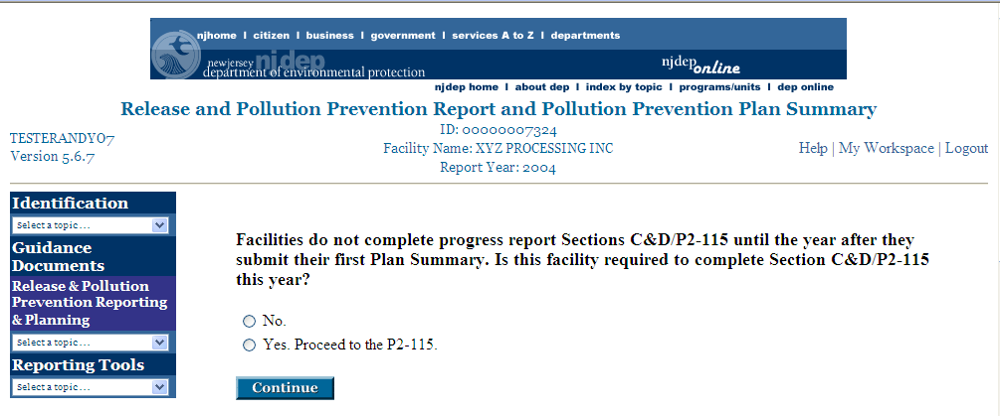 njhome | citizen | business | government | services A to Z | departments
newjersey njdep
department of environmental protection
njdeponline
njdep home | about dep | index by topic | programs/units | dep online
Release and Pollution Prevention Report and Pollution Prevention Plan Summary
TESTERANDY07
Version 5.6.7
ID: 00000007324
Facility Name: XYZ PROCESSING INC
Report Year: 2004
Help | My Workspace | Logout
Identification
Select a topic...
Guidance
Documents
Release & Pollution
Prevention Reporting
& Planning
Select a topic...
Reporting Tools
Select a topic...
Facilities do not complete progress report Sections C&D/P2-115 until the year after they
submit their first Plan Summary. Is this facility required to complete Section C&D/P2-115
this year?
No.
Yes. Proceed to the P2-115.
Continue